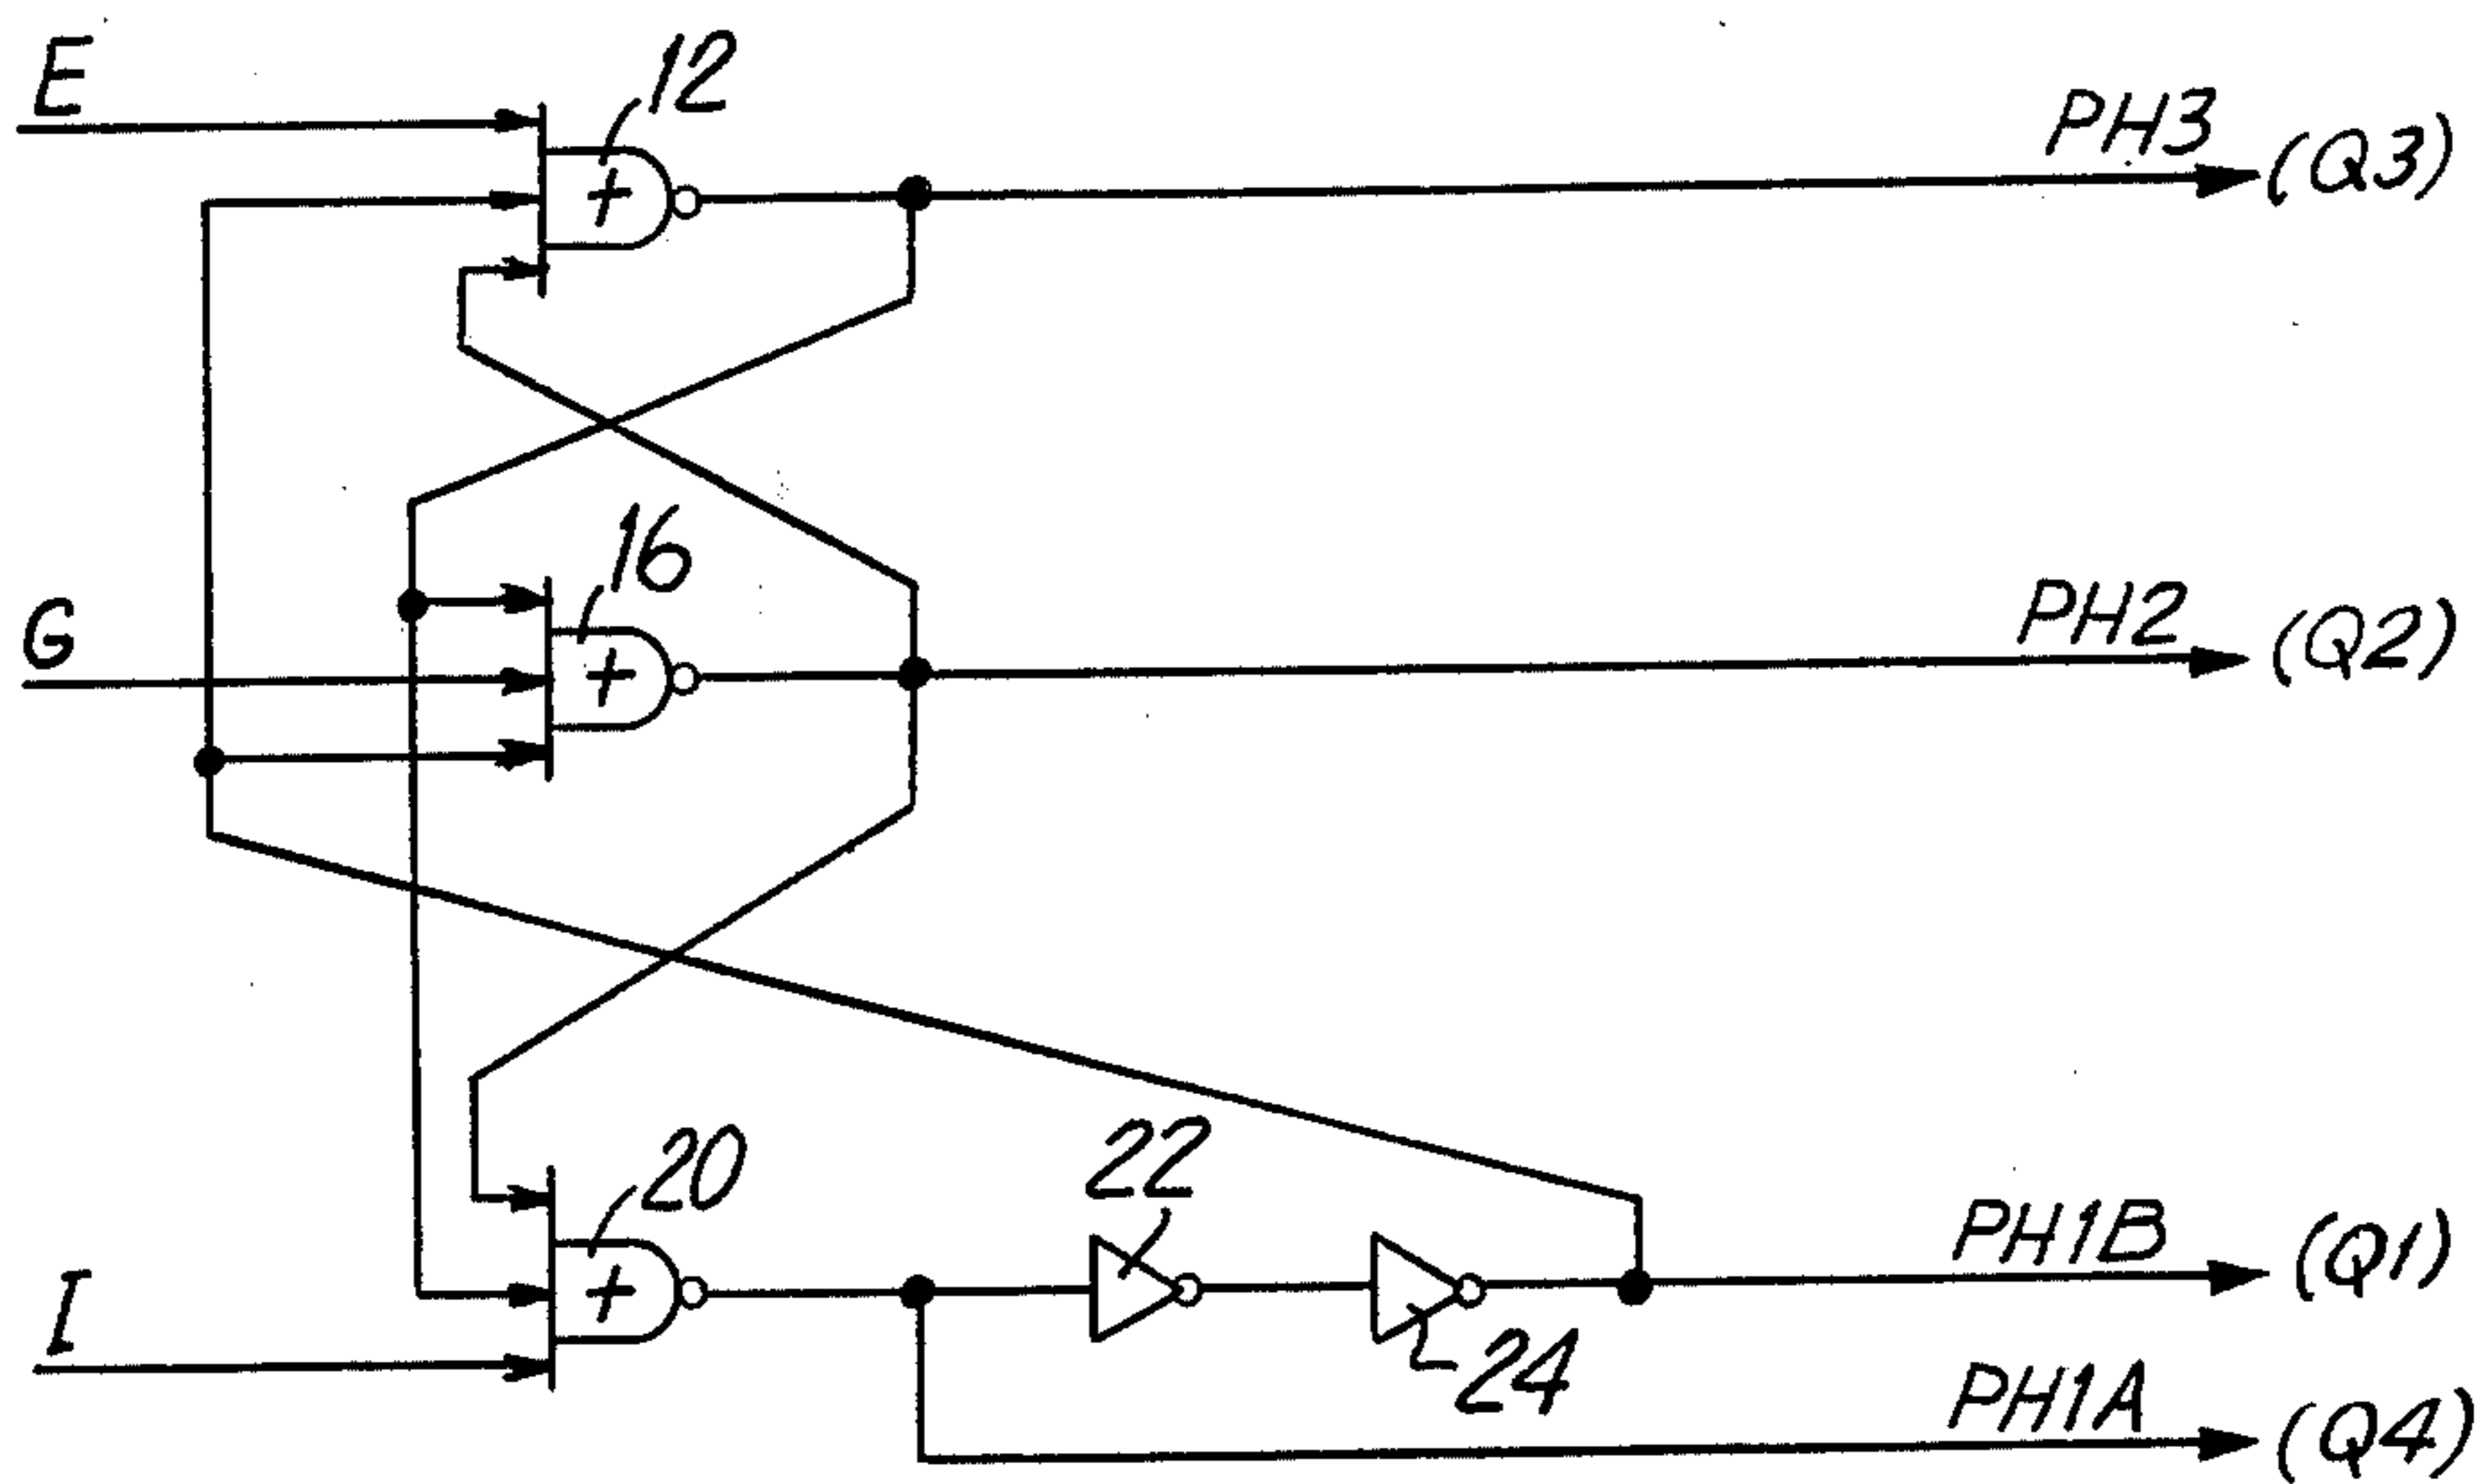 E
12
+
PH3 (Q3)
16
G
+
PH2 (Q2)
20
22
I
+
24
PH1B (Q1)
PH1A (Q4)